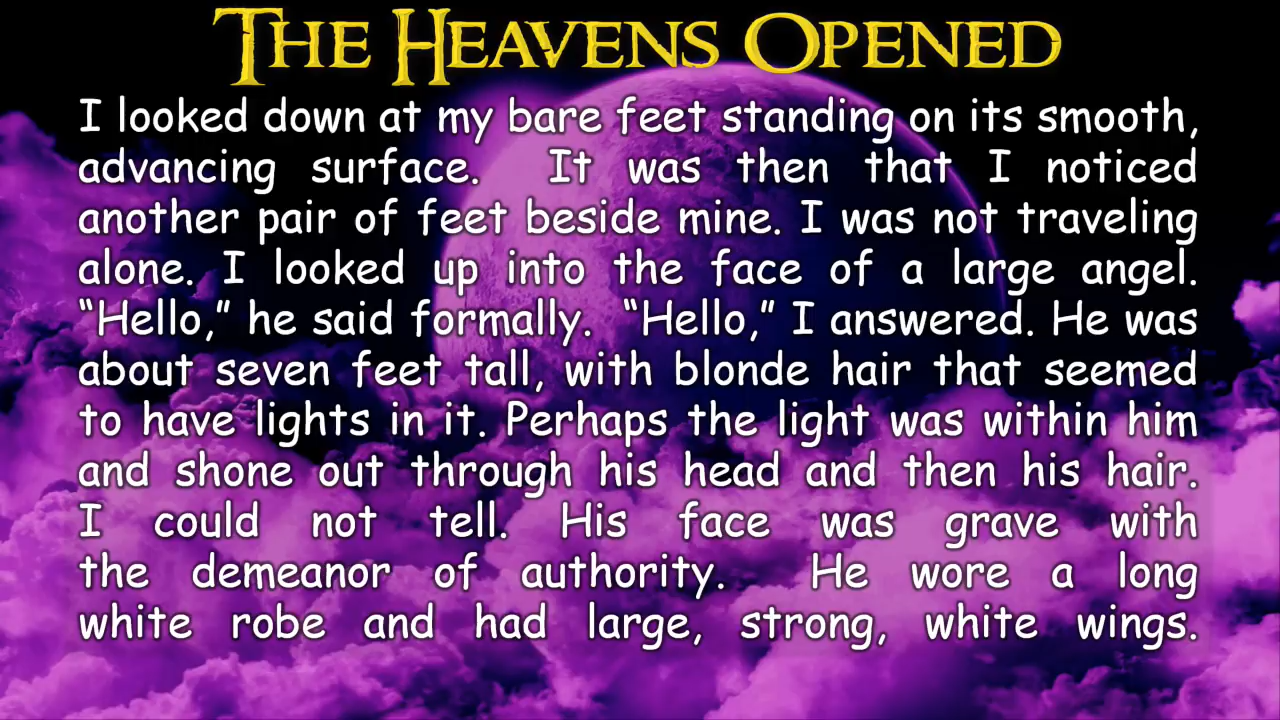 THE HEAVENS OPENED
I looked down at my bare feet standing on its smooth,
advancing surface. It was then that I noticed
another pair of feet beside mine. I was not traveling
alone. I looked up into the face of a large angel.
“Hello,” he said formally. “Hello,” I answered. He was
about seven feet tall, with blonde hair that seemed
to have lights in it. Perhaps the light was within him
and shone out through his head and then his hair.
I could not tell. His face was grave with
the demeanor of authority. He wore a long
white robe and had large, strong, white wings.